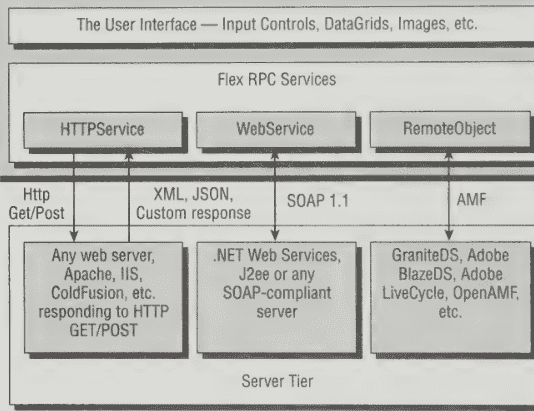 The User Interface — Input Controls, DataGrids, Images, etc.
Flex RPC Services
HTTPService
WebService
RemoteObject
Http
Get/Post
XML, JSON,
Custom response
SOAP 1.1
AMF
Any web server,
Apache, IIS,
ColdFusion, etc.
responding to HTTP
GET/POST
.NET Web Services,
J2ee or any
SOAP-compliant
server
GraniteDS, Adobe
BlazeDS, Adobe
LiveCycle, OpenAMF,
etc.
Server Tier